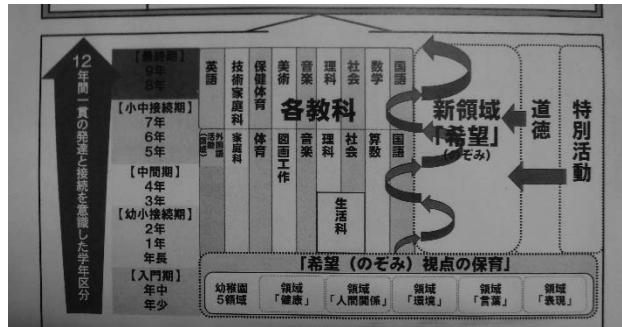 12年間一貫の発達と接続を意識した学年区分
【最終期】
9年
8年
【小中接続期】
7年
6年
5年
【中間期】
4年
3年
【幼小接続期】
2年
1年
年長
【入門期】
年中
年少
英語
技術家庭科
保健体育
美術
音楽
理科
社会
数学
国語
各教科
外国語
活動
家庭科
体育
図画工作
音楽
理科
社会
算数
国語
生活科
新領域
「希望」
(のぞみ)
道徳
特別活動
「希望（のぞみ）視点の保育」
幼稚園
5領域
領域
「健康」
領域
「人間関係」
領域
「環境」
領域
「言葉」
領域
「表現」